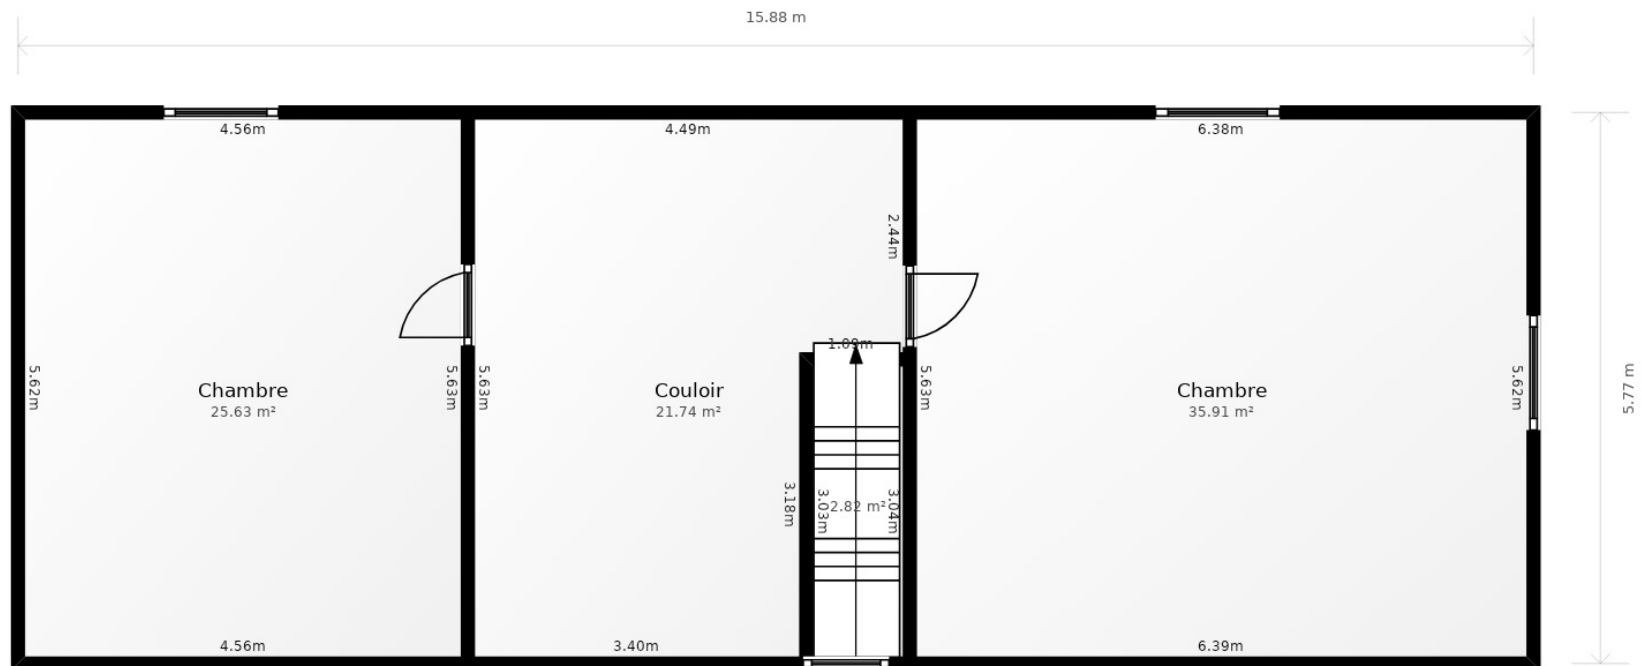 15.88 m
4.56m
4.49m
6.38m
2.44m
1.09m
5.62m
Chambre
25.63 m²
5.63m
5.63m
Couloir
21.74 m²
5.63m
Chambre
35.91 m²
5.62m
5.77 m
3.18m
3.03m
2.82 m²
3.04m
4.56m
3.40m
6.39m